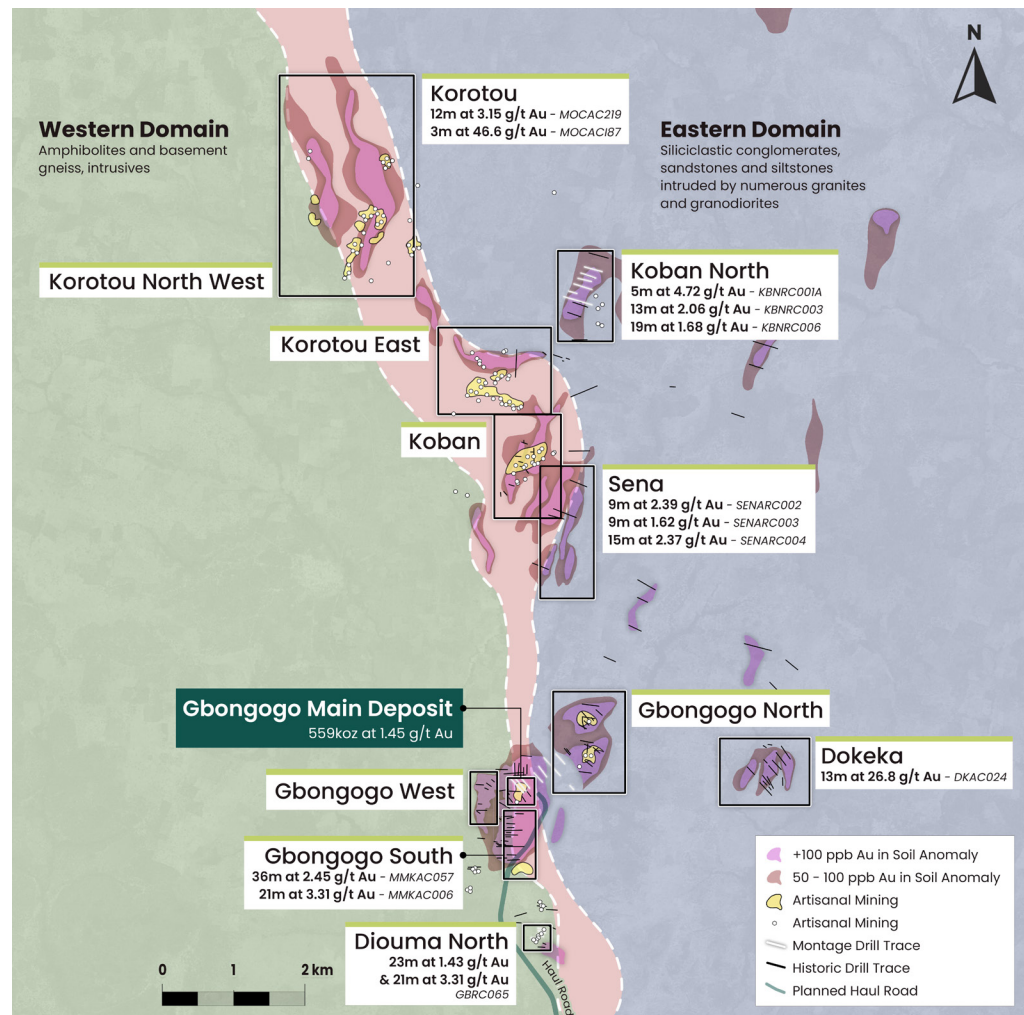 N
Korotou
12m at 3.15 g/t Au - MOCAC219
3m at 46.6 g/t Au - MOCAC187
Western Domain
Amphibolites and basement
gneiss, intrusives
Eastern Domain
Siliciclastic conglomerates,
sandstones and siltstones
intruded by numerous granites
and granodiorites
Korotou North West
Koban North
5m at 4.72 g/t Au - KBNRC001A
13m at 2.06 g/t Au - KBNRC003
19m at 1.68 g/t Au - KBNRC006
Korotou East
Koban
Sena
9m at 2.39 g/t Au - SENARC002
9m at 1.62 g/t Au - SENARC003
15m at 2.37 g/t Au - SENARC004
Gbongogo Main Deposit
559koz at 1.45 g/t Au
Gbongogo North
Dokeka
13m at 26.8 g/t Au - DKAC024
Gbongogo West
Gbongogo South
36m at 2.45 g/t Au - MMKAC057
21m at 3.31 g/t Au - MMKAC006
Diouma North
23m at 1.43 g/t Au
& 21m at 3.31 g/t Au
GBRC065
Haul Road
0 1 2 km
+100 ppb Au in Soil Anomaly
50 - 100 ppb Au in Soil Anomaly
Artisanal Mining
Artisanal Mining
Montage Drill Trace
Historic Drill Trace
Planned Haul Road